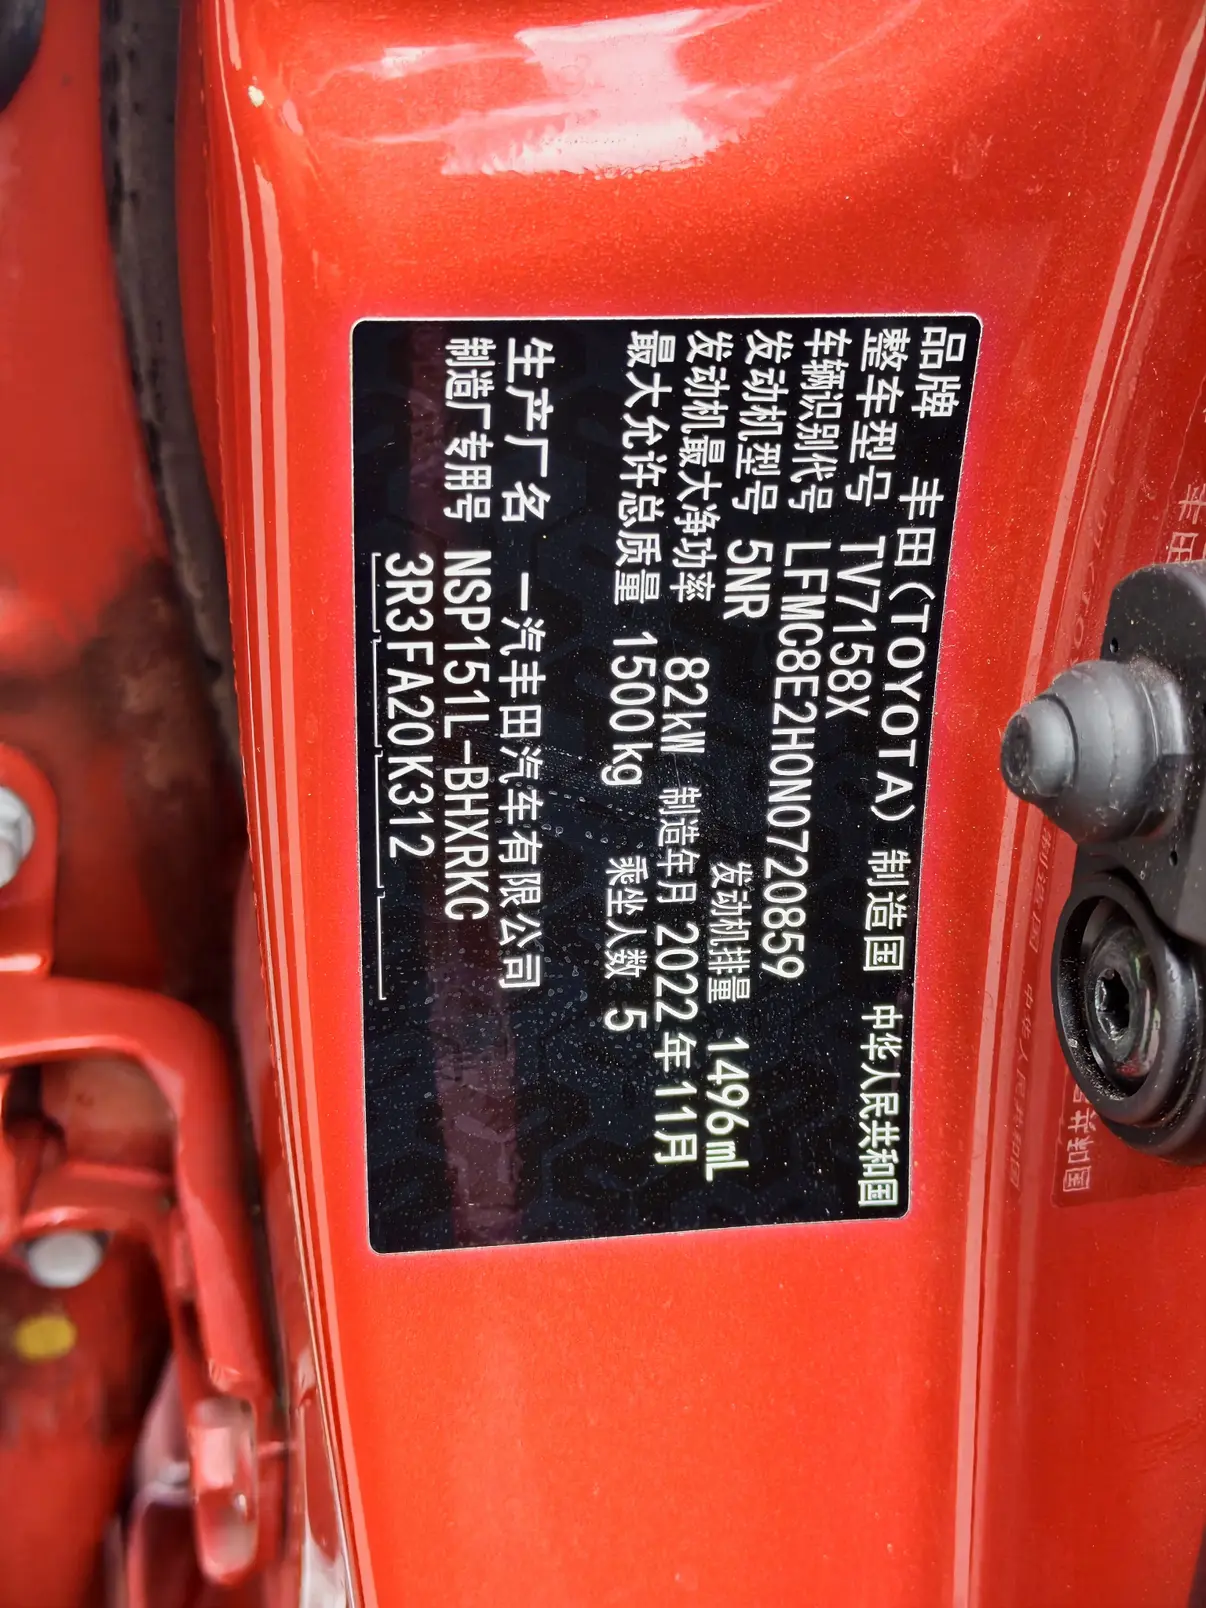 品牌 丰田(TOYOTA) 制造国 中华人民共和国
整车型号 TV7158X
车辆识别代号 LFMC8E2H0N0720859
发动机型号 5NR 发动机排量 1496mL
发动机最大净功率 82kW 制造年月 2022年11月
最大允许总质量 1500kg 乘坐人数 5
生产厂名 一汽丰田汽车有限公司
制造厂专用号 NSP151L-BHXRKC
3R3FA20K312